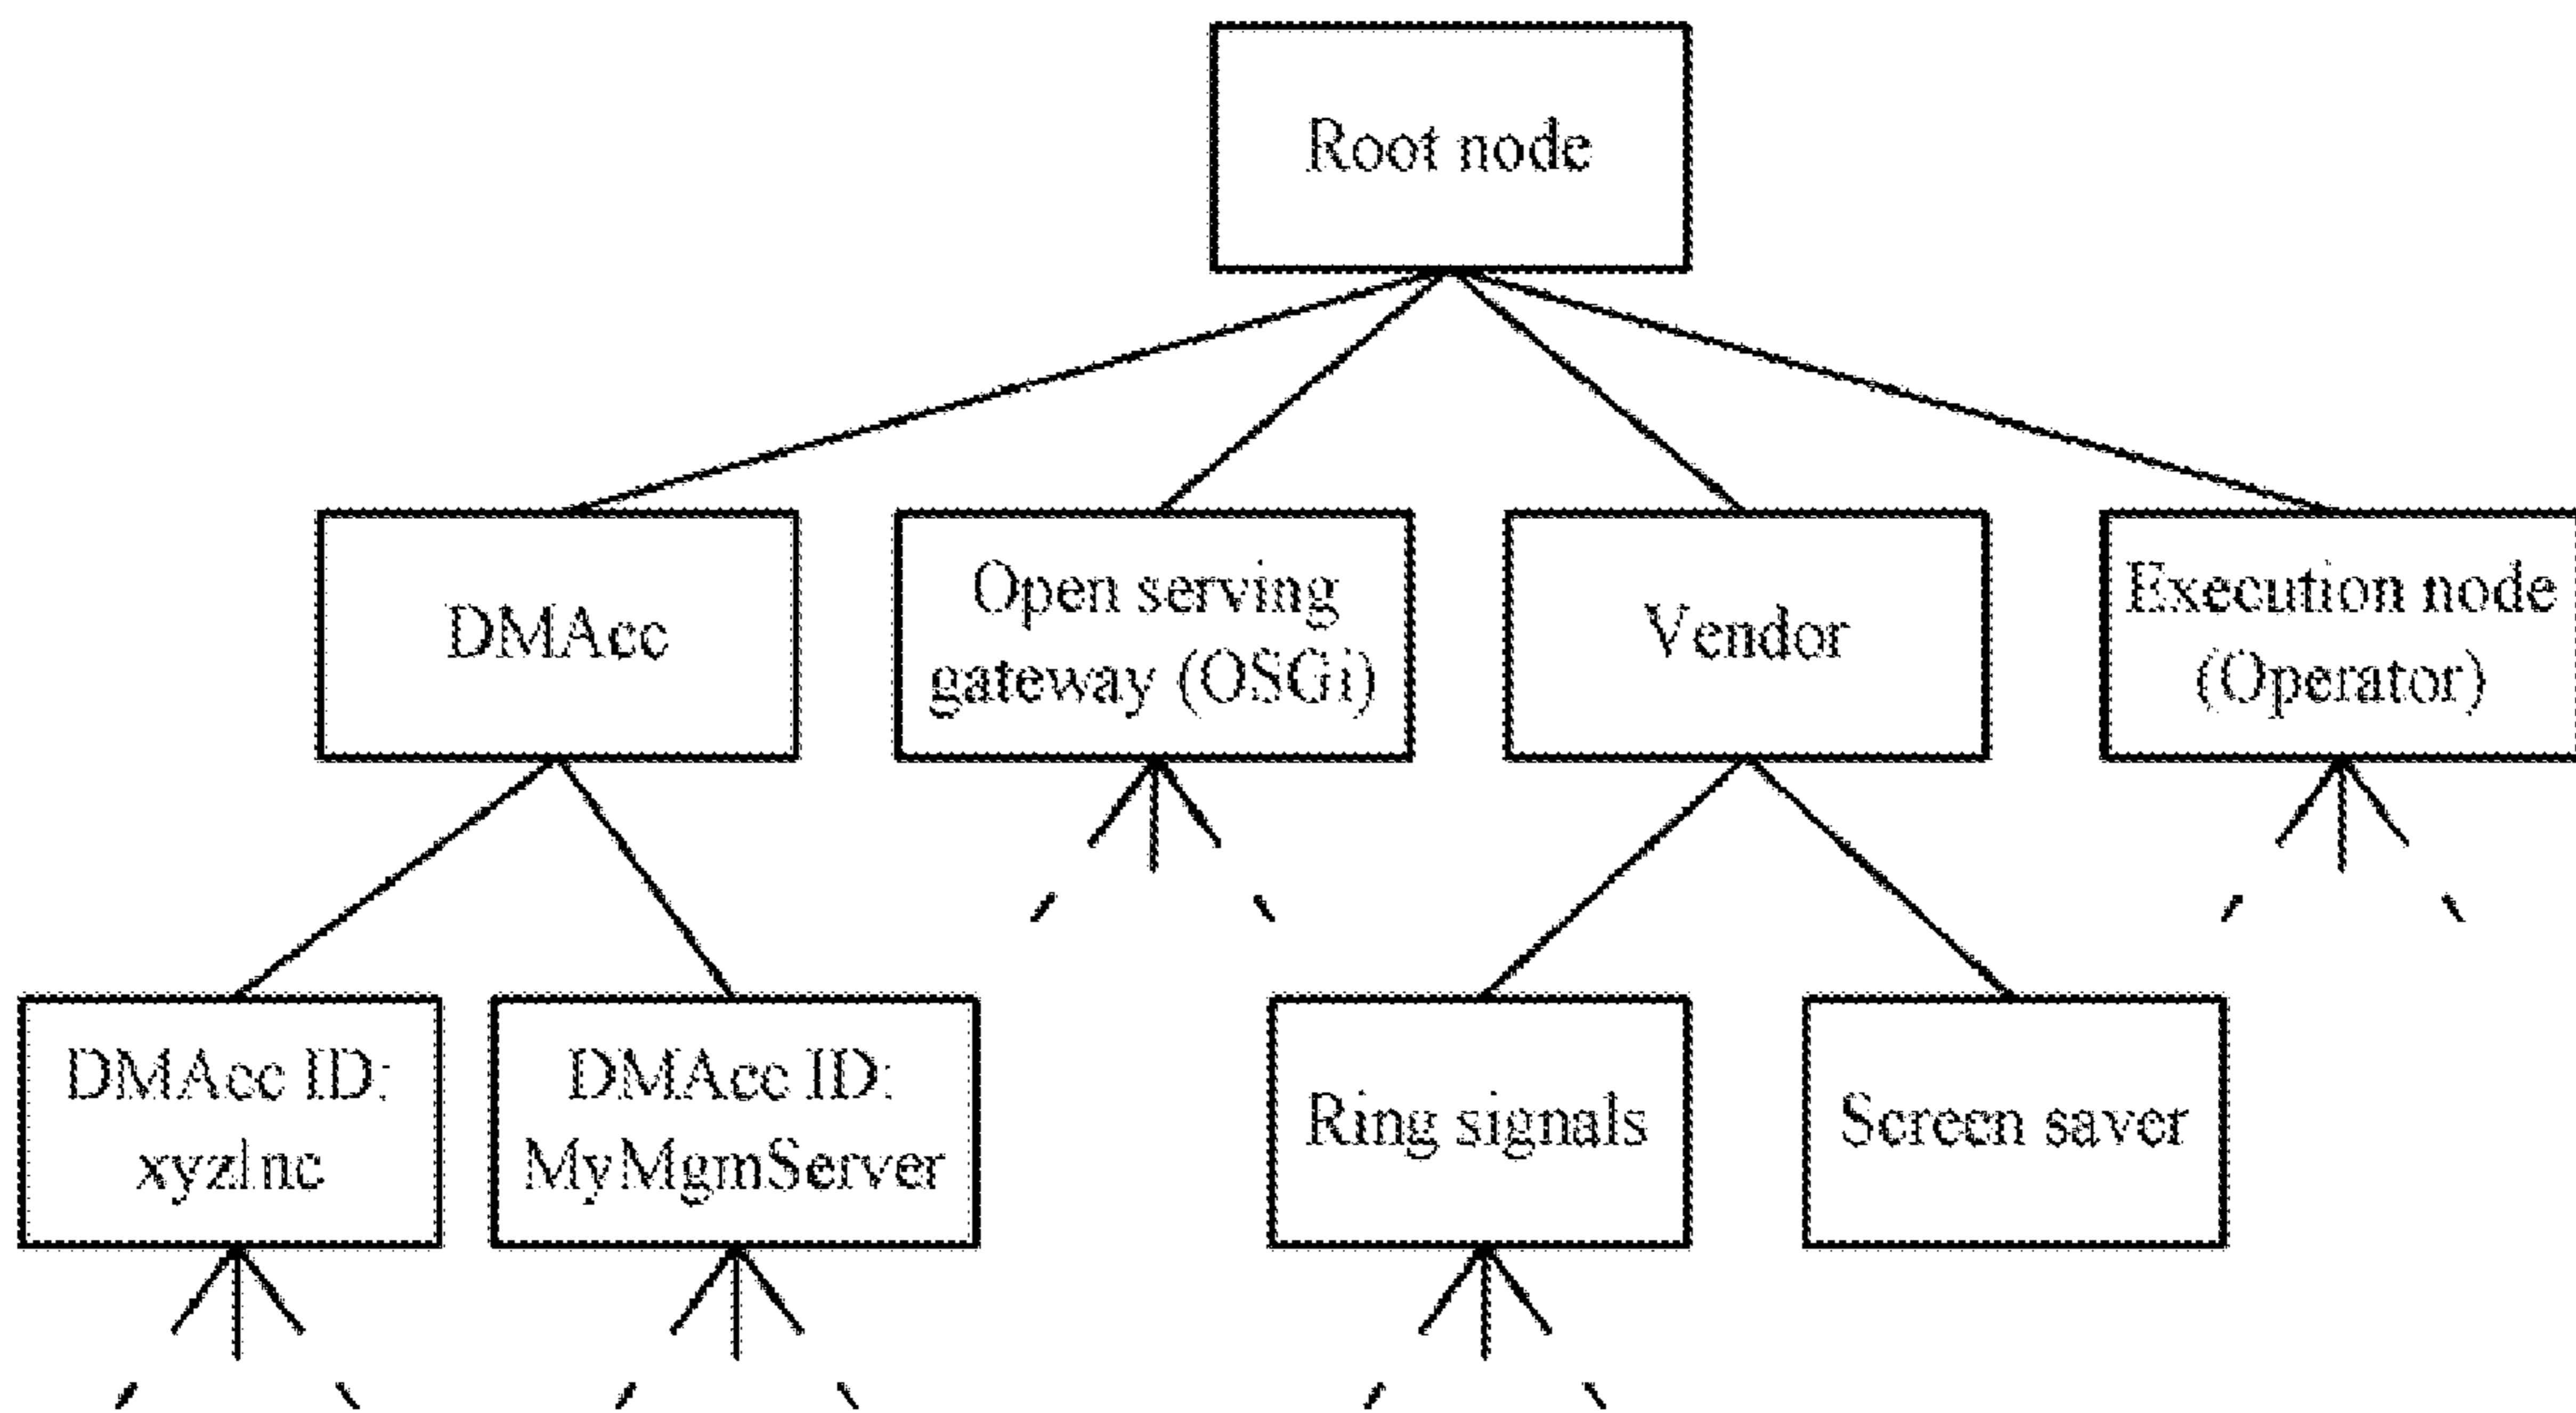 Root node
DMAcc
Open serving
gateway (OSGi)
Vendor
Execution node
(Operator)
DMAcc ID:
xyzInc
DMAcc ID:
MyMgmServer
Ring signals
Screen saver